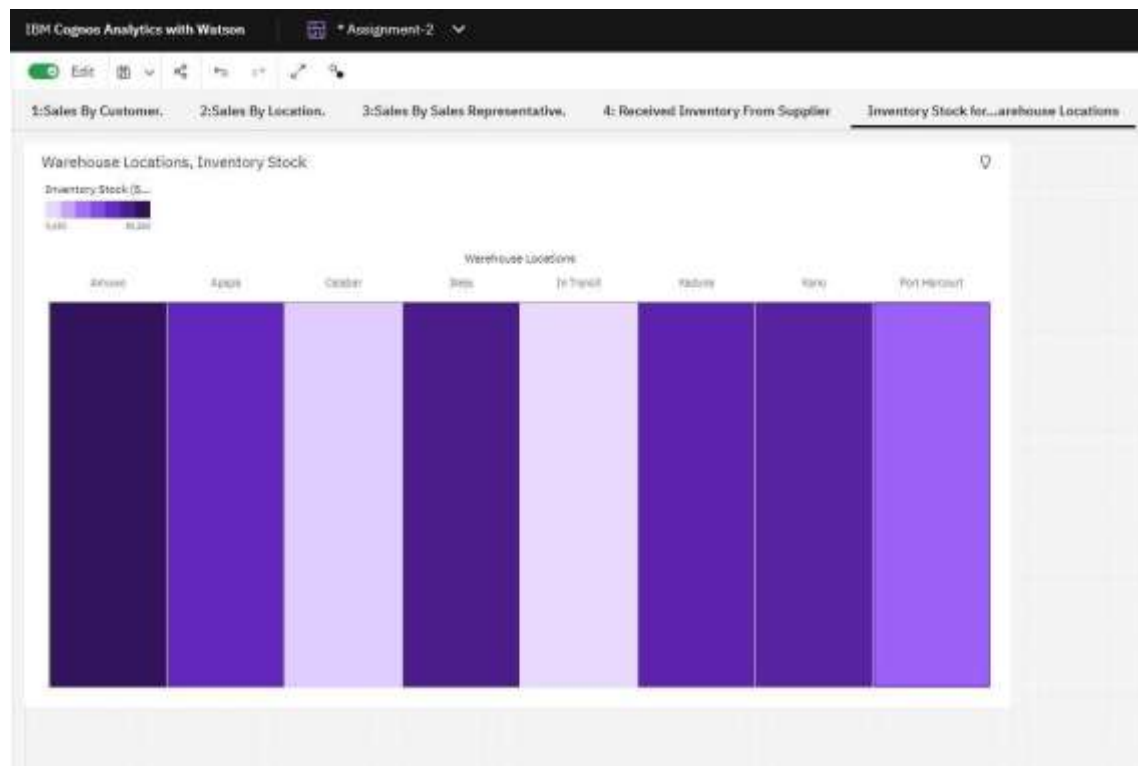 IBM Cognos Analytics with Watson
* Assignment-2
Edit
1:Sales By Customer.
2:Sales By Location.
3:Sales By Sales Representative.
4: Received Inventory From Supplier
Inventory Stock for...arehouse Locations
Warehouse Locations, Inventory Stock
Inventory Stock (S...
Warehouse Locations
Apapa
Calabar
In Transit
Kaduna
Kano
Port Harcourt